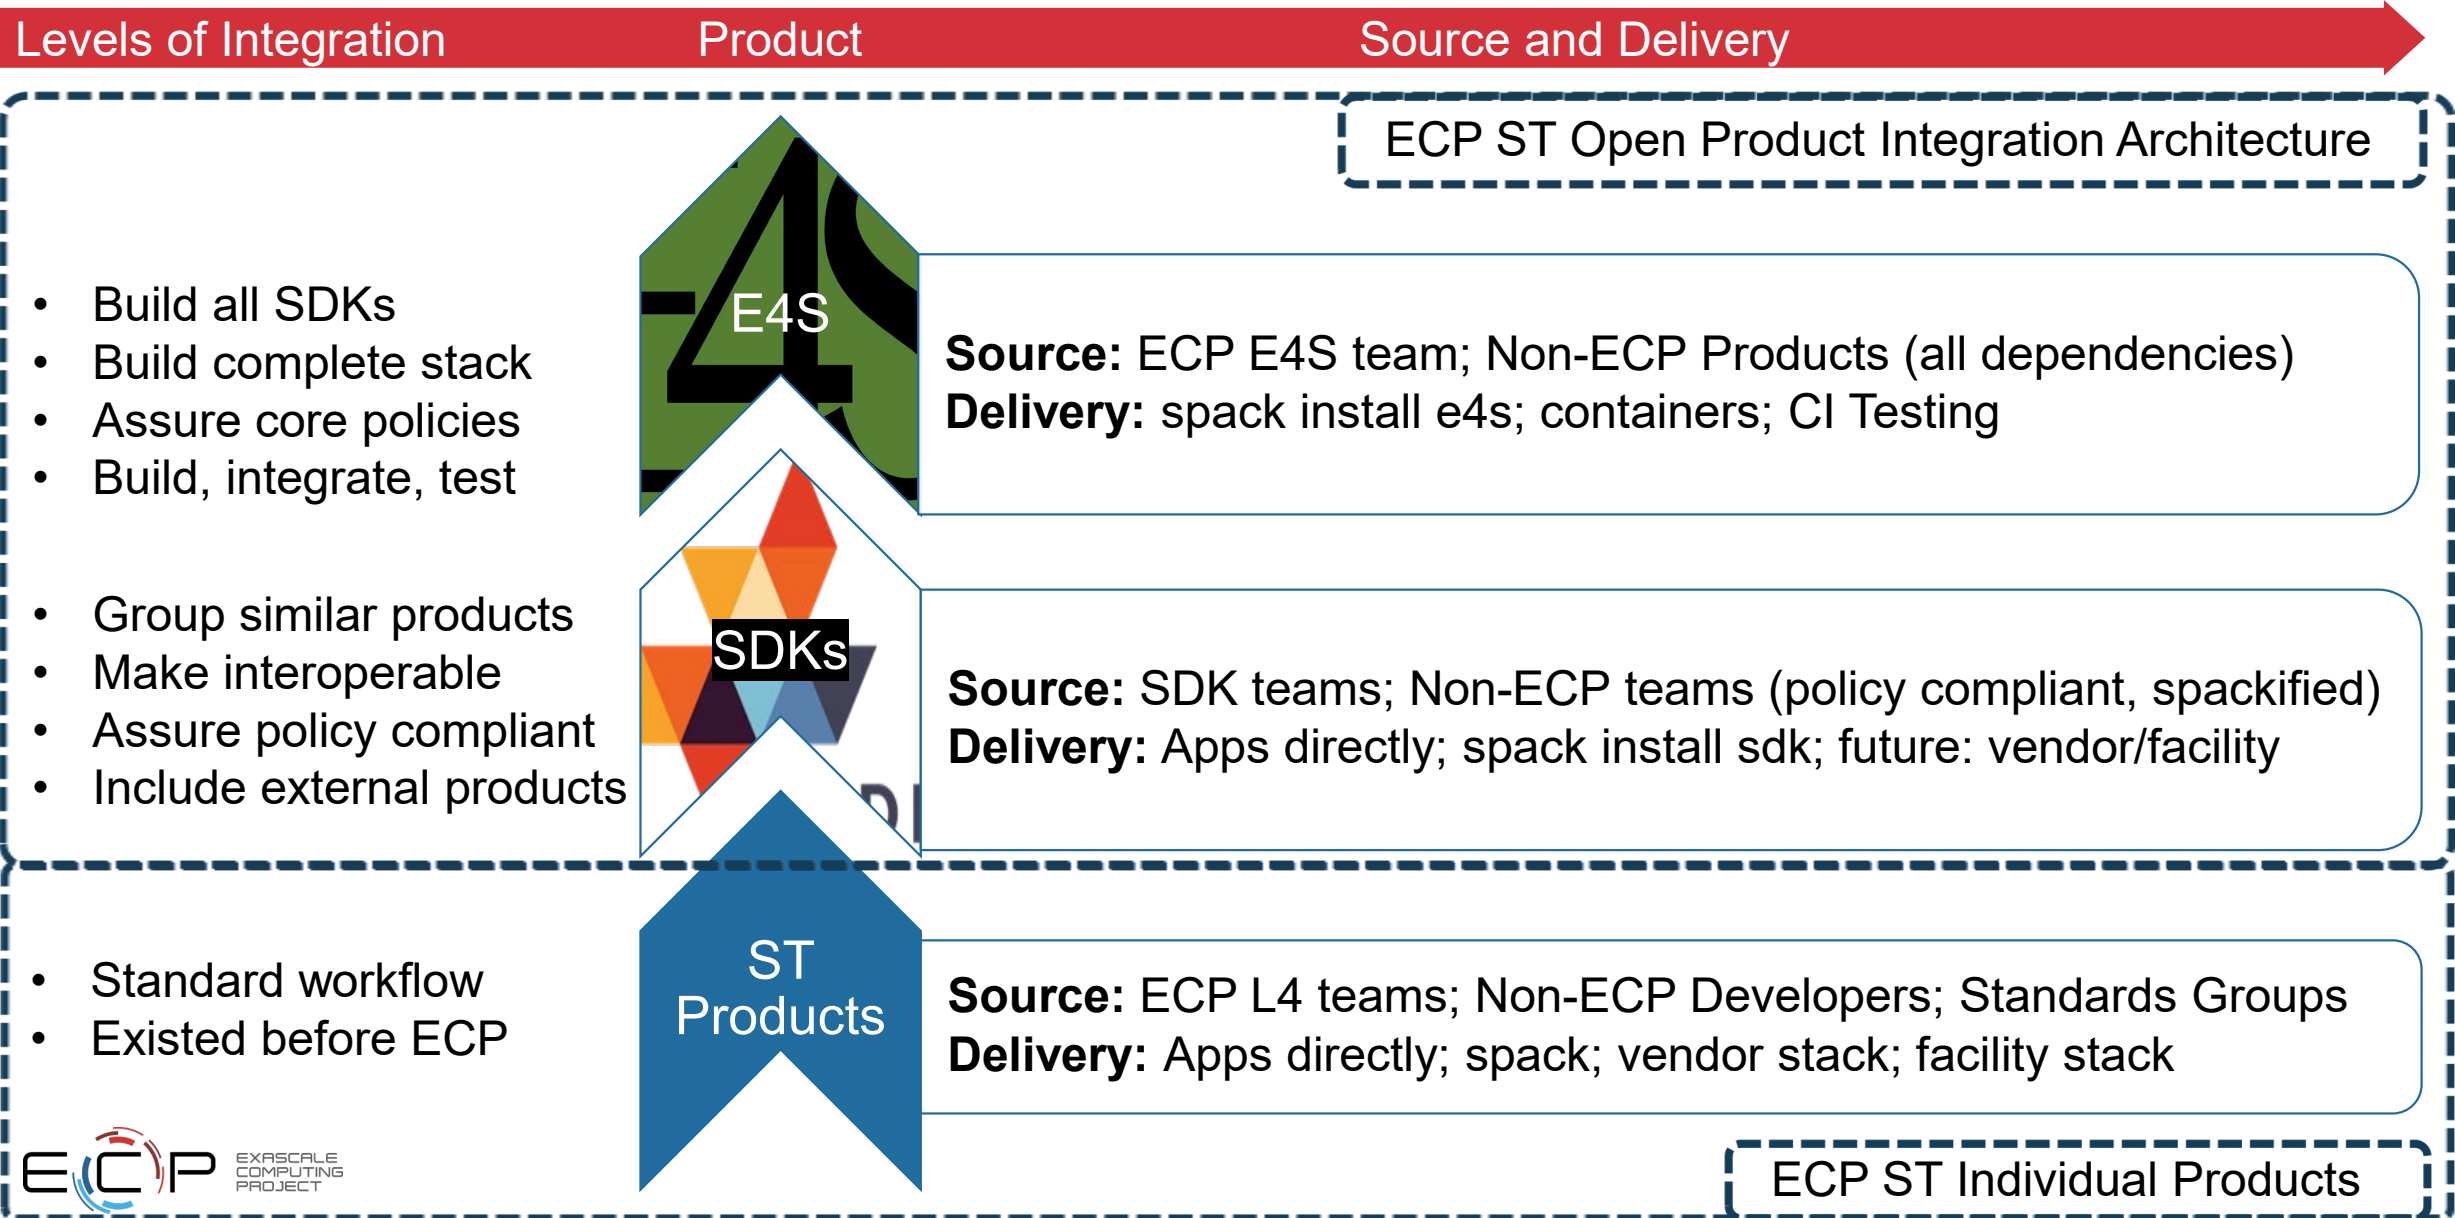 Levels of Integration
Product
Source and Delivery
ECP ST Open Product Integration Architecture
• Build all SDKs
• Build complete stack
• Assure core policies
• Build, integrate, test
E4S
Source: ECP E4S team; Non-ECP Products (all dependencies)
Delivery: spack install e4s; containers; CI Testing
• Group similar products
• Make interoperable
• Assure policy compliant
• Include external products
SDKs
Source: SDK teams; Non-ECP teams (policy compliant, spackified)
Delivery: Apps directly; spack install sdk; future: vendor/facility
• Standard workflow
• Existed before ECP
ST
Products
Source: ECP L4 teams; Non-ECP Developers; Standards Groups
Delivery: Apps directly; spack; vendor stack; facility stack
ECP
EXASCALE
COMPUTING
PROJECT
ECP ST Individual Products